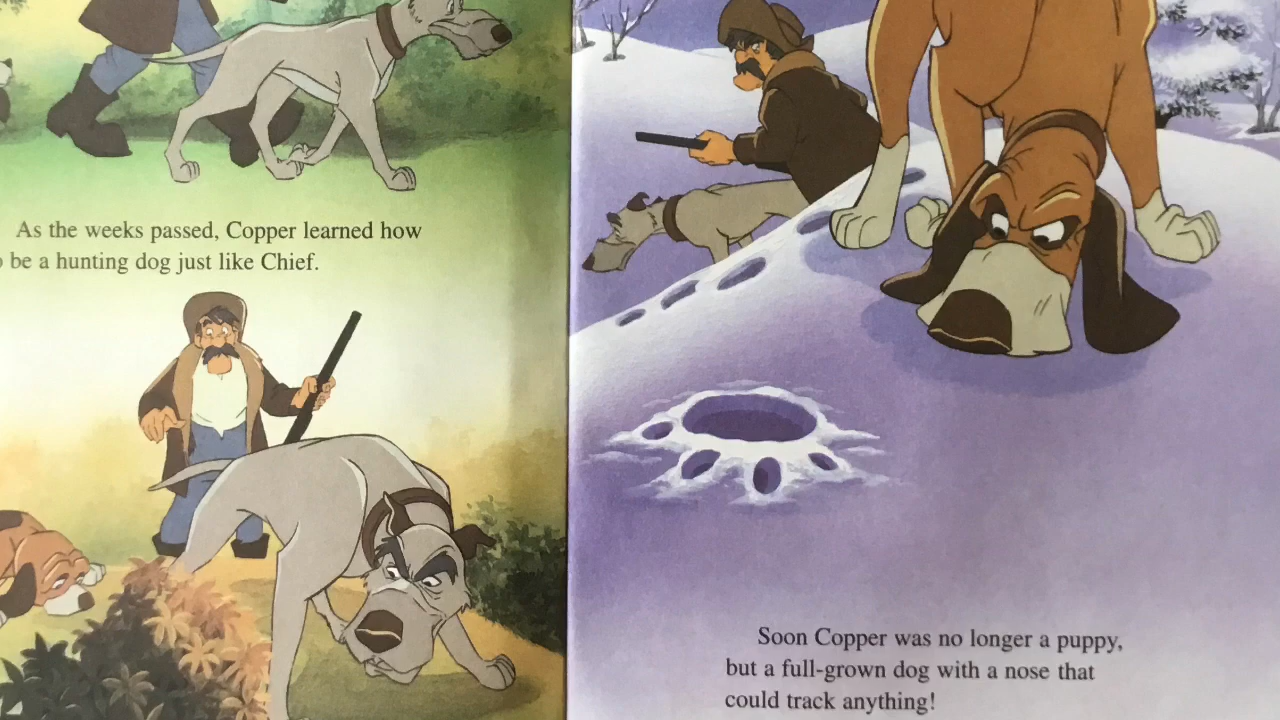 As the weeks passed, Copper learned how
be a hunting dog just like Chief.
Soon Copper was no longer a puppy,
but a full-grown dog with a nose that
could track anything!